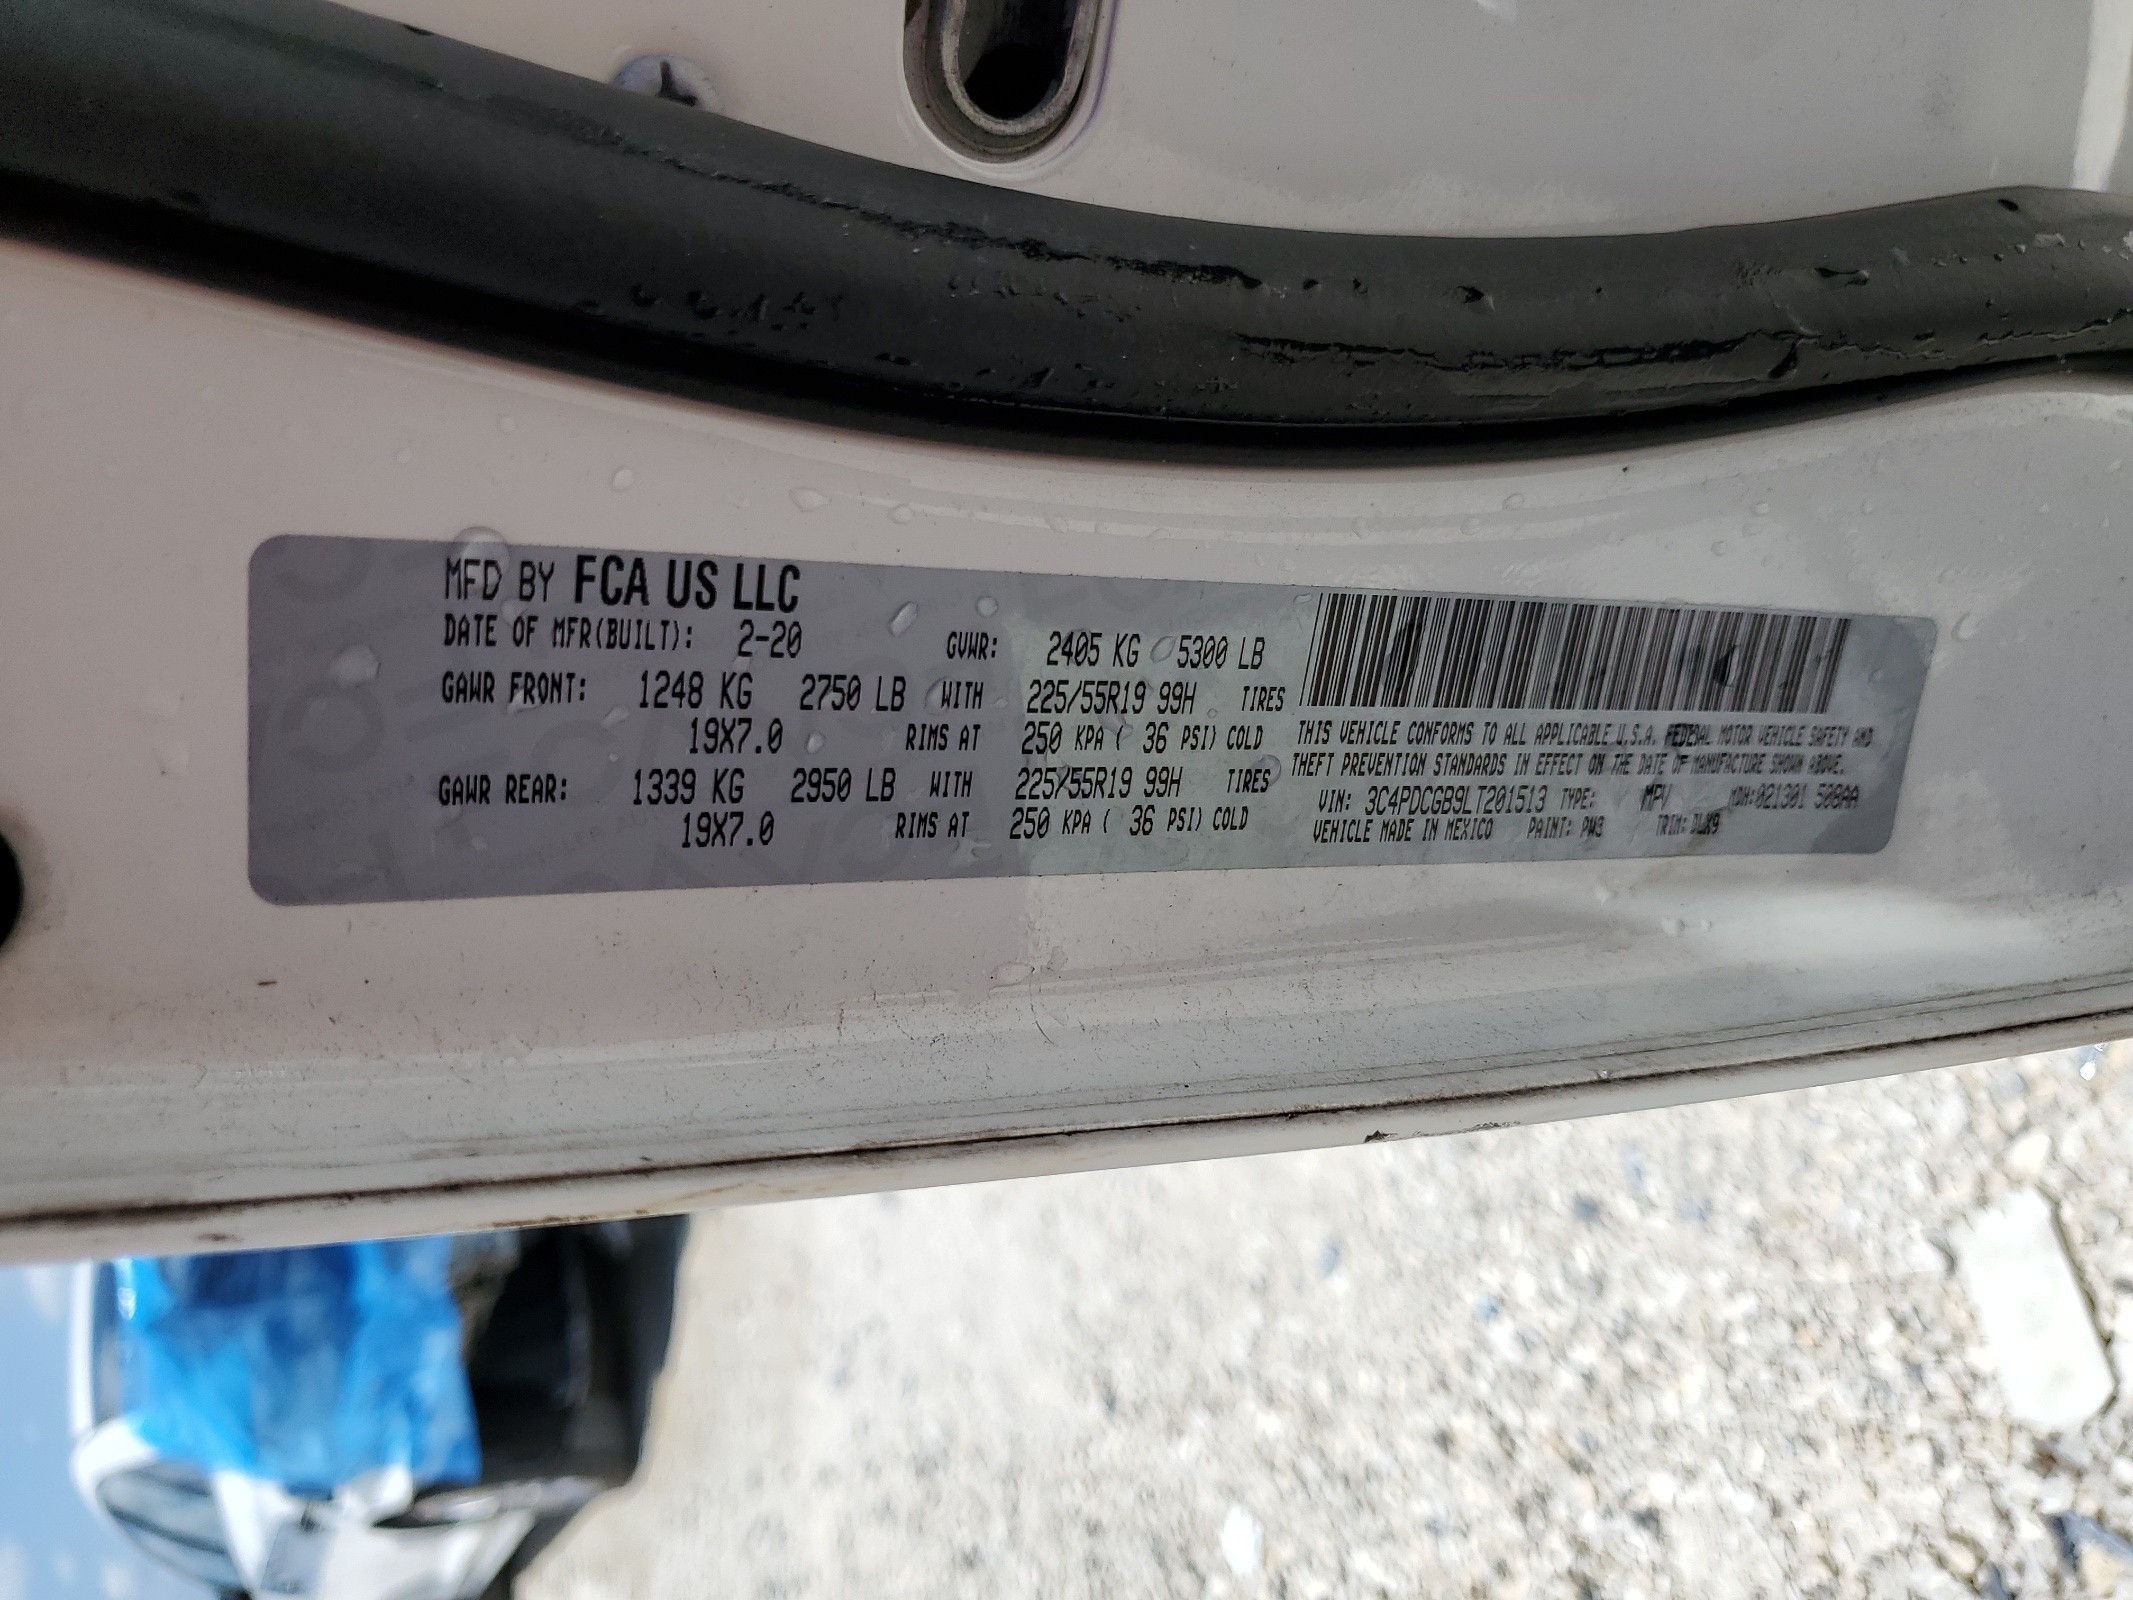 MFD BY FCA US LLC
DATE OF MFR(BUILT): 2-20 GVWR: 2405 KG 5300 LB
GAWR FRONT: 1248 KG 2750 LB WITH 225/55R19 99H TIRES
19X7.0 RIMS AT 250 KPA ( 36 PSI) COLD
GAWR REAR: 1339 KG 2950 LB WITH 225/55R19 99H TIRES
19X7.0 RIMS AT 250 KPA ( 36 PSI) COLD
THIS VEHICLE CONFORMS TO ALL APPLICABLE U.S.A. FEDERAL MOTOR VEHICLE SAFETY AND
THEFT PREVENTION STANDARDS IN EFFECT ON THE DATE OF MANUFACTURE SHOWN ABOVE.
VIN: 3C4PDCGB9LT201513 TYPE: MPV MDH:021301 508AA
VEHICLE MADE IN MEXICO PAINT: PW3 TRIM: